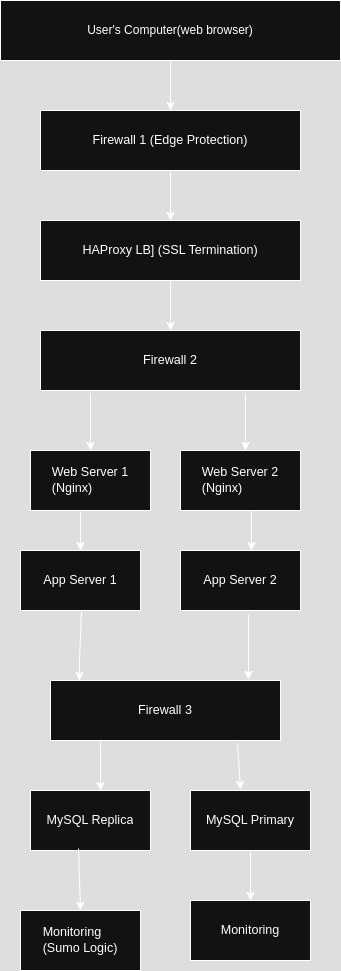 User's Computer(web browser)
Firewall 1 (Edge Protection)
HAProxy LB] (SSL Termination)
Firewall 2
Web Server 1
(Nginx)
Web Server 2
(Nginx)
App Server 1
App Server 2
Firewall 3
MySQL Replica
MySQL Primary
Monitoring
(Sumo Logic)
Monitoring